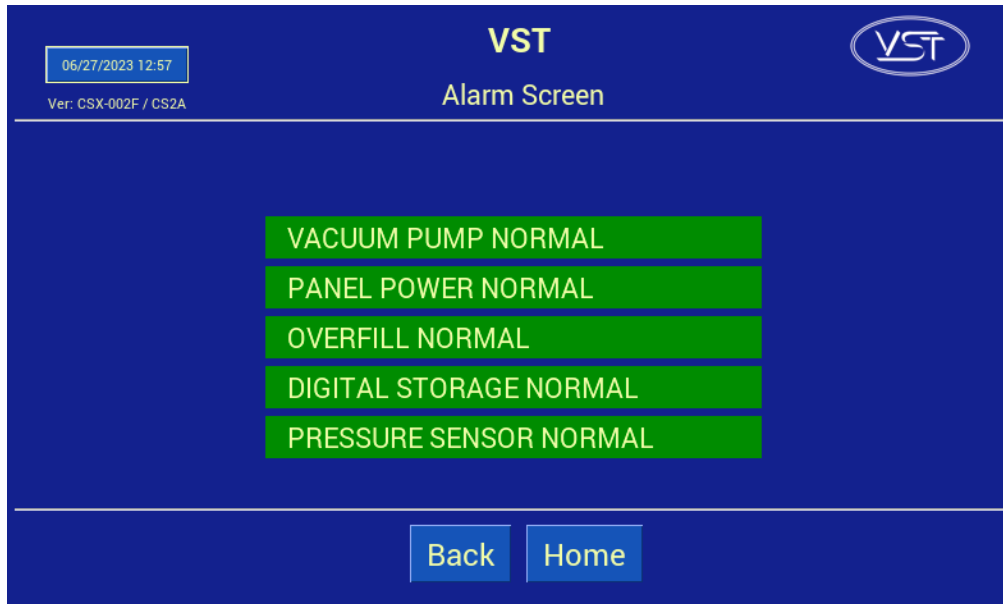 VST
VST
06/27/2023 12:57
Alarm Screen
Ver: CSX-002F / CS2A
VACUUM PUMP NORMAL
PANEL POWER NORMAL
OVERFILL NORMAL
DIGITAL STORAGE NORMAL
PRESSURE SENSOR NORMAL
Back
Home